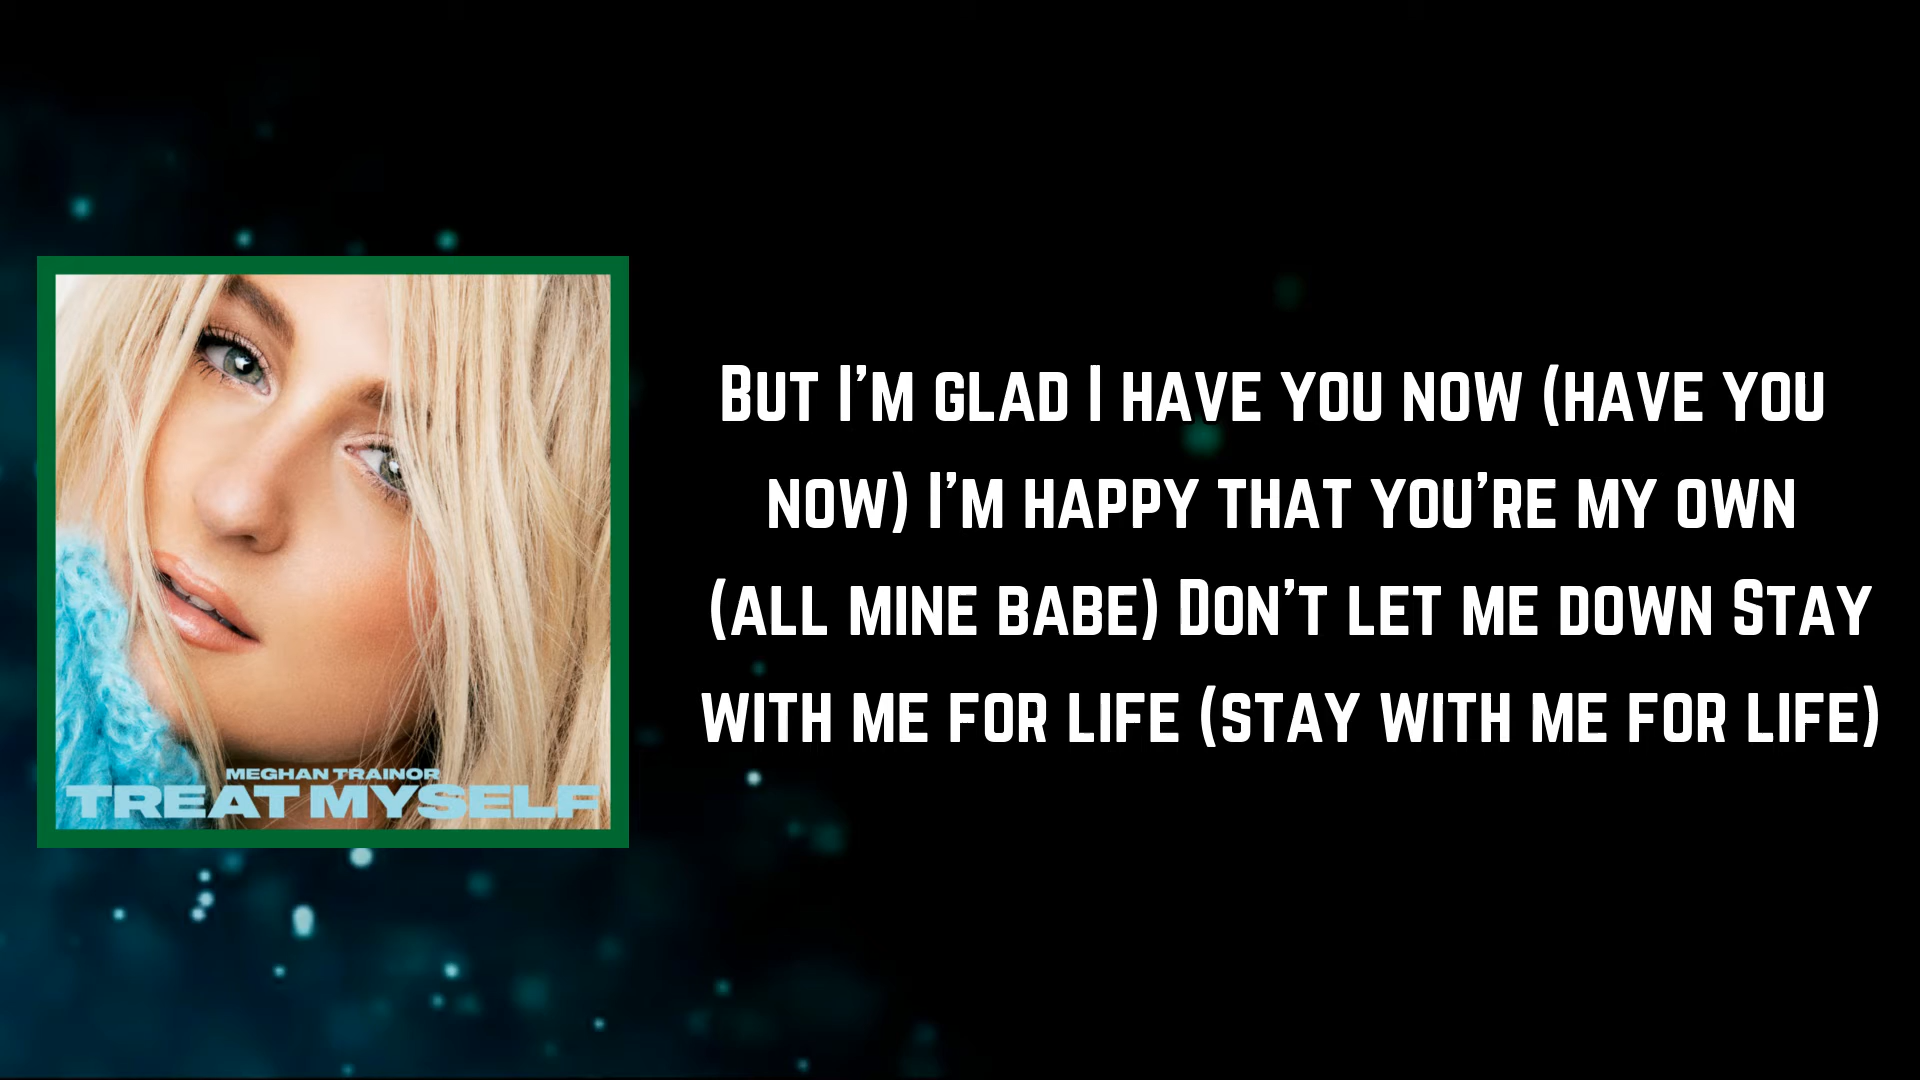 MEGHAN TRAINOR
TREAT MYSELF
But I'm glad I have you now (have you
now) I'm happy that you're my own
(all mine babe) Don't let me down Stay
with me for life (stay with me for life)